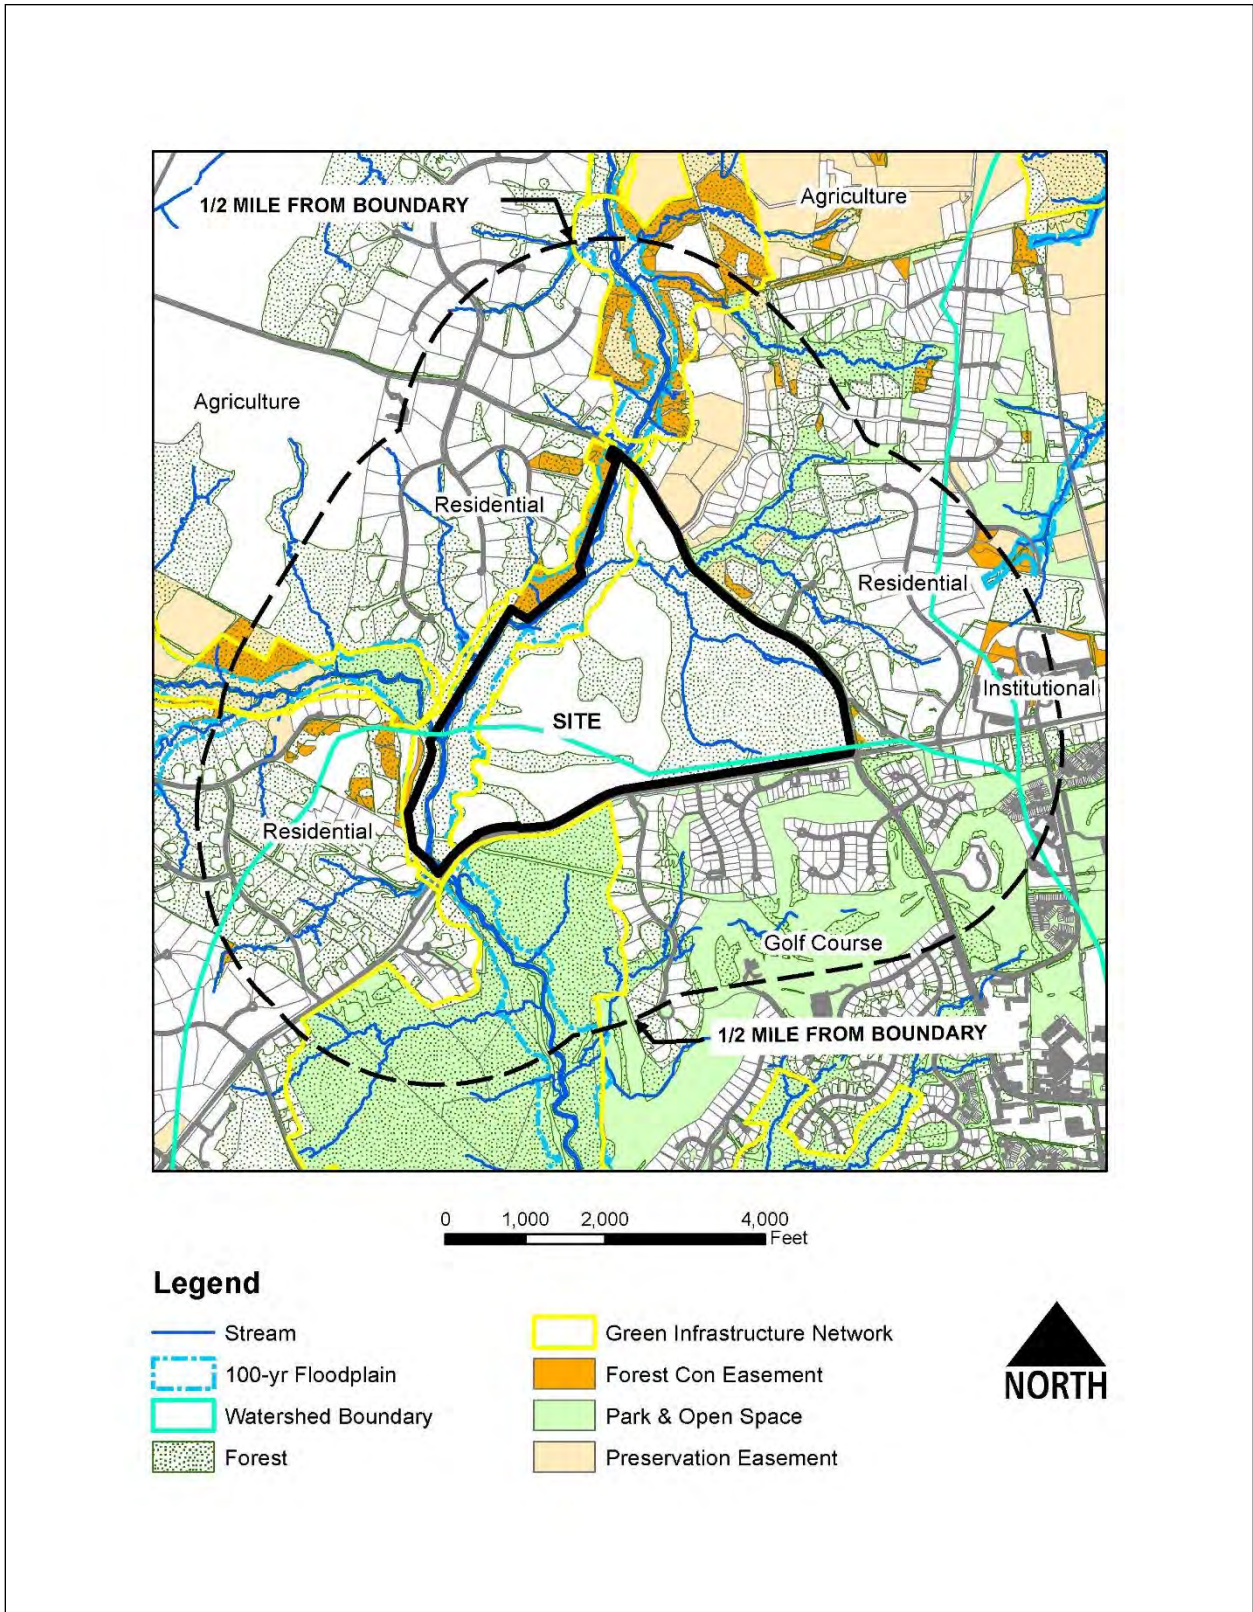 1/2 MILE FROM BOUNDARY
Agriculture
Agriculture
Residential
Residential
Institutional
SITE
Residential
Golf Course
1/2 MILE FROM BOUNDARY
0 1,000 2,000 4,000
Feet
Legend
Stream
100-yr Floodplain
Watershed Boundary
Forest
Green Infrastructure Network
Forest Con Easement
Park & Open Space
Preservation Easement
NORTH